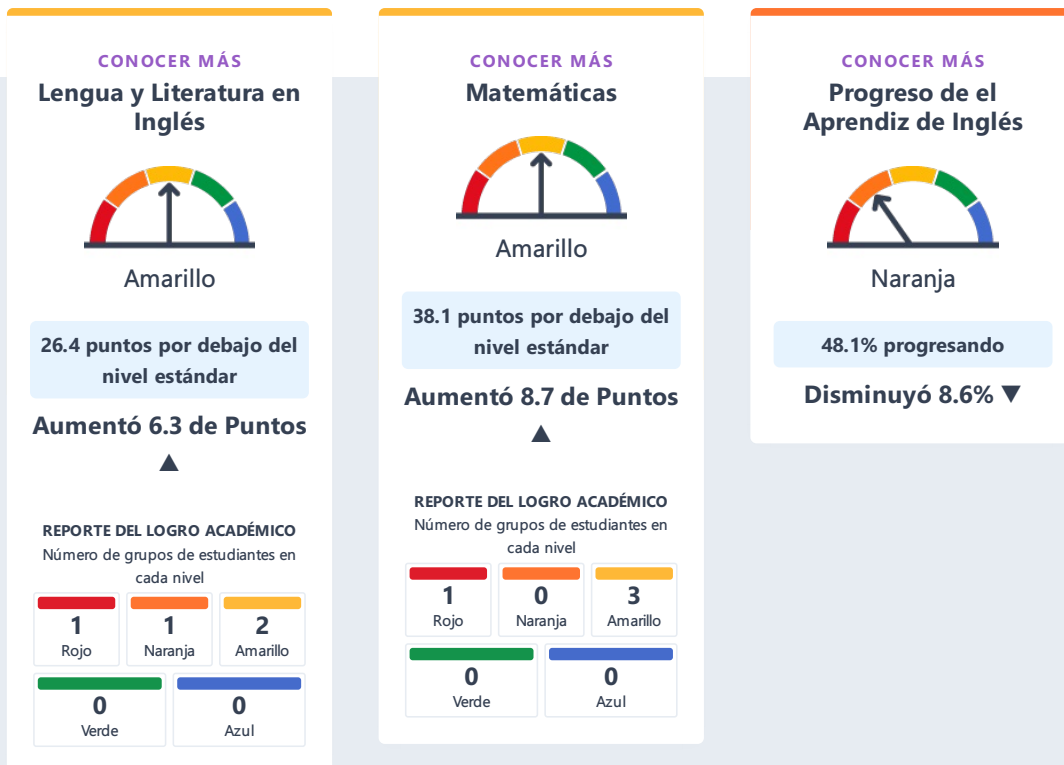 CONOCER MÁS
Lengua y Literatura en
Inglés
Amarillo
26.4 puntos por debajo del
nivel estándar
Aumentó 6.3 de Puntos
▲
REPORTE DEL LOGRO ACADÉMICO
Número de grupos de estudiantes en
cada nivel
1
Rojo
1
Naranja
2
Amarillo
0
Verde
0
Azul
CONOCER MÁS
Matemáticas
Amarillo
38.1 puntos por debajo del
nivel estándar
Aumentó 8.7 de Puntos
▲
REPORTE DEL LOGRO ACADÉMICO
Número de grupos de estudiantes en
cada nivel
1
Rojo
0
Naranja
3
Amarillo
0
Verde
0
Azul
CONOCER MÁS
Progreso de el
Aprendiz de Inglés
Naranja
48.1% progresando
Disminuyó 8.6% ▼